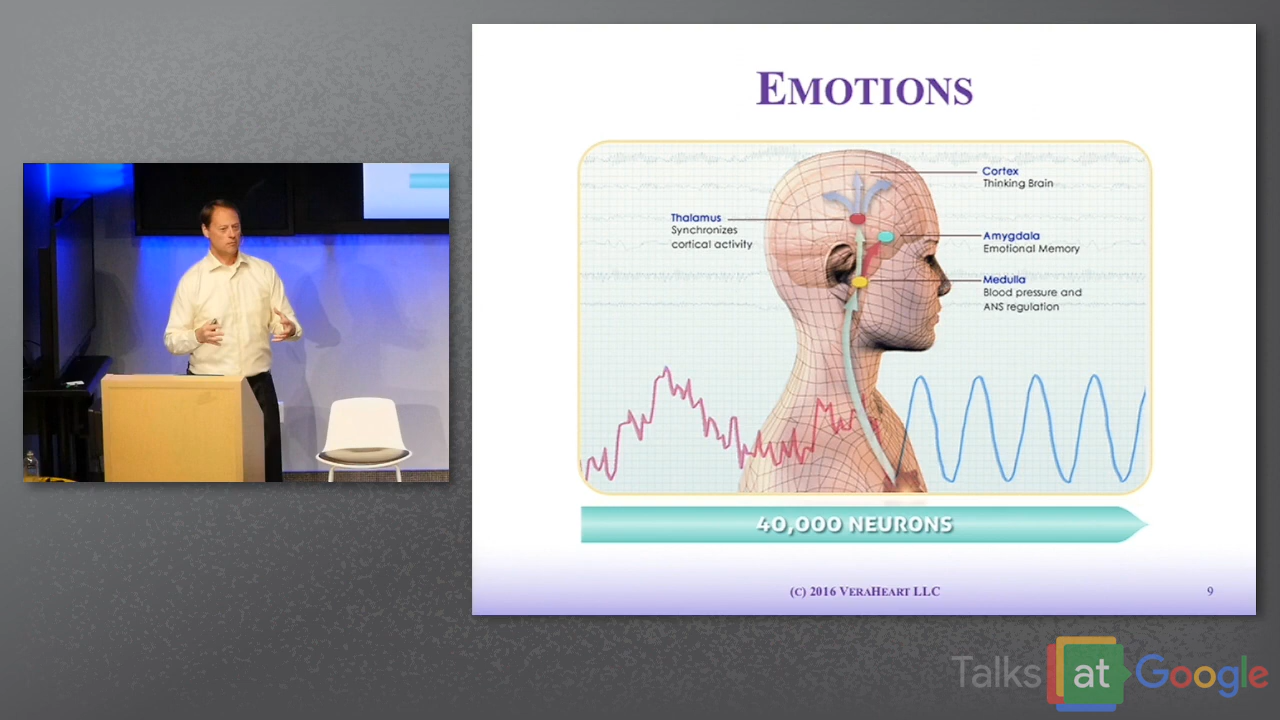 EMOTIONS
Cortex
Thinking Brain
Thalamus
Synchronizes
cortical activity
Amygdala
Emotional Memory
Medulla
Blood pressure and
ANS regulation
40,000 NEURONS
(C) 2016 VERAHEART LLC
9
Talks at Google